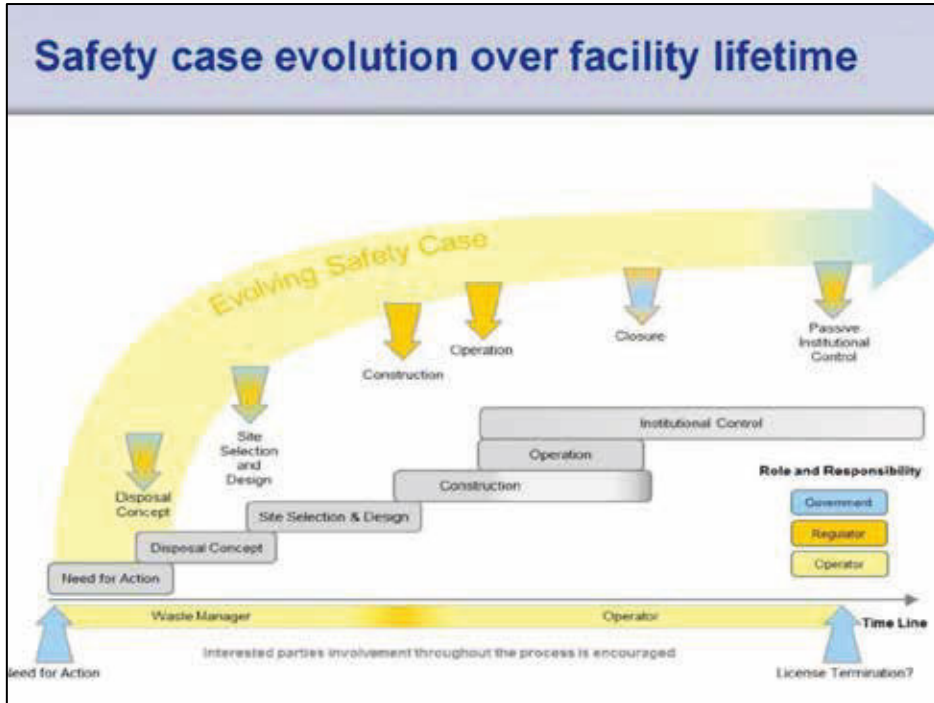 Safety case evolution over facility lifetime
Evolving Safety Case
Disposal
Concept
Site
Selection
and
Design
Construction
Operation
Closure
Passive
Institutional
Control
Institutional Control
Operation
Construction
Site Selection & Design
Disposal Concept
Need for Action
Role and Responsibility
Government
Regulator
Operator
Waste Manager
Operator
Time Line
Interested parties involvement throughout the process is encouraged
Need for Action
License Termination?